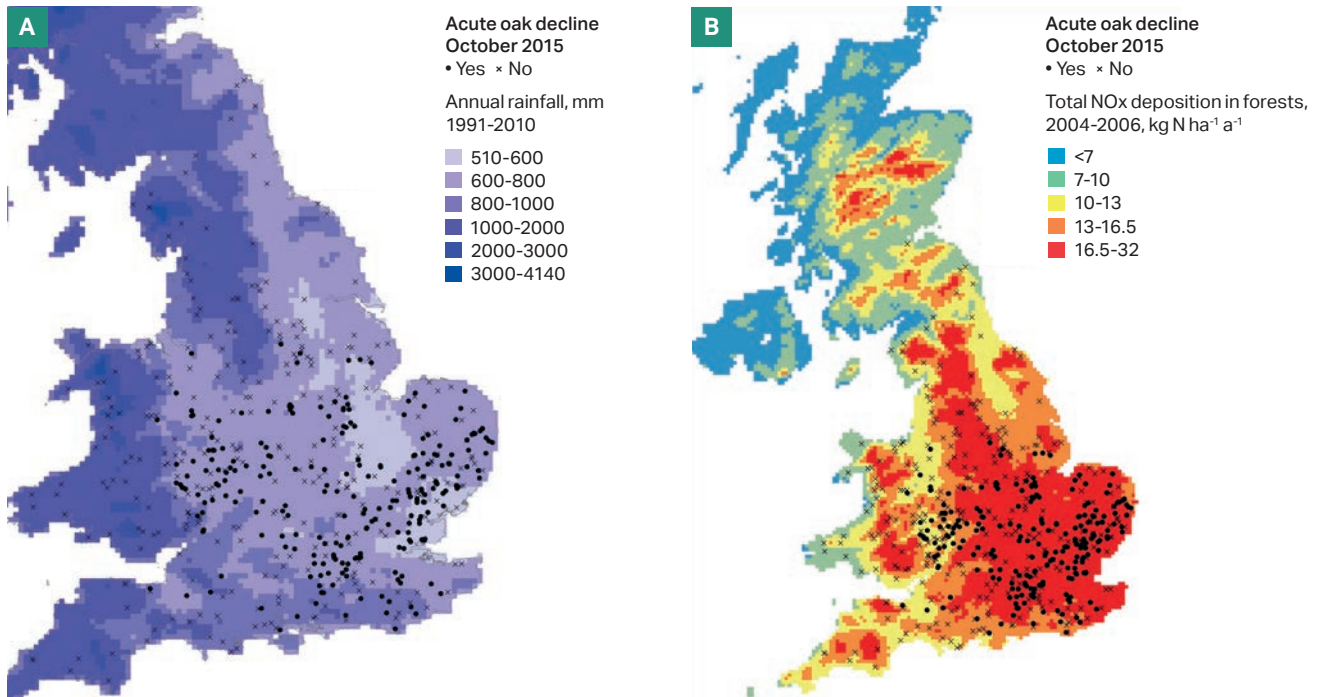 A
Acute oak decline
October 2015
• Yes × No
Annual rainfall, mm
1991-2010
510-600
600-800
800-1000
1000-2000
2000-3000
3000-4140
B
Acute oak decline
October 2015
• Yes × No
Total NOx deposition in forests,
2004-2006, kg N ha⁻¹ a⁻¹
<7
7-10
10-13
13-16.5
16.5-32